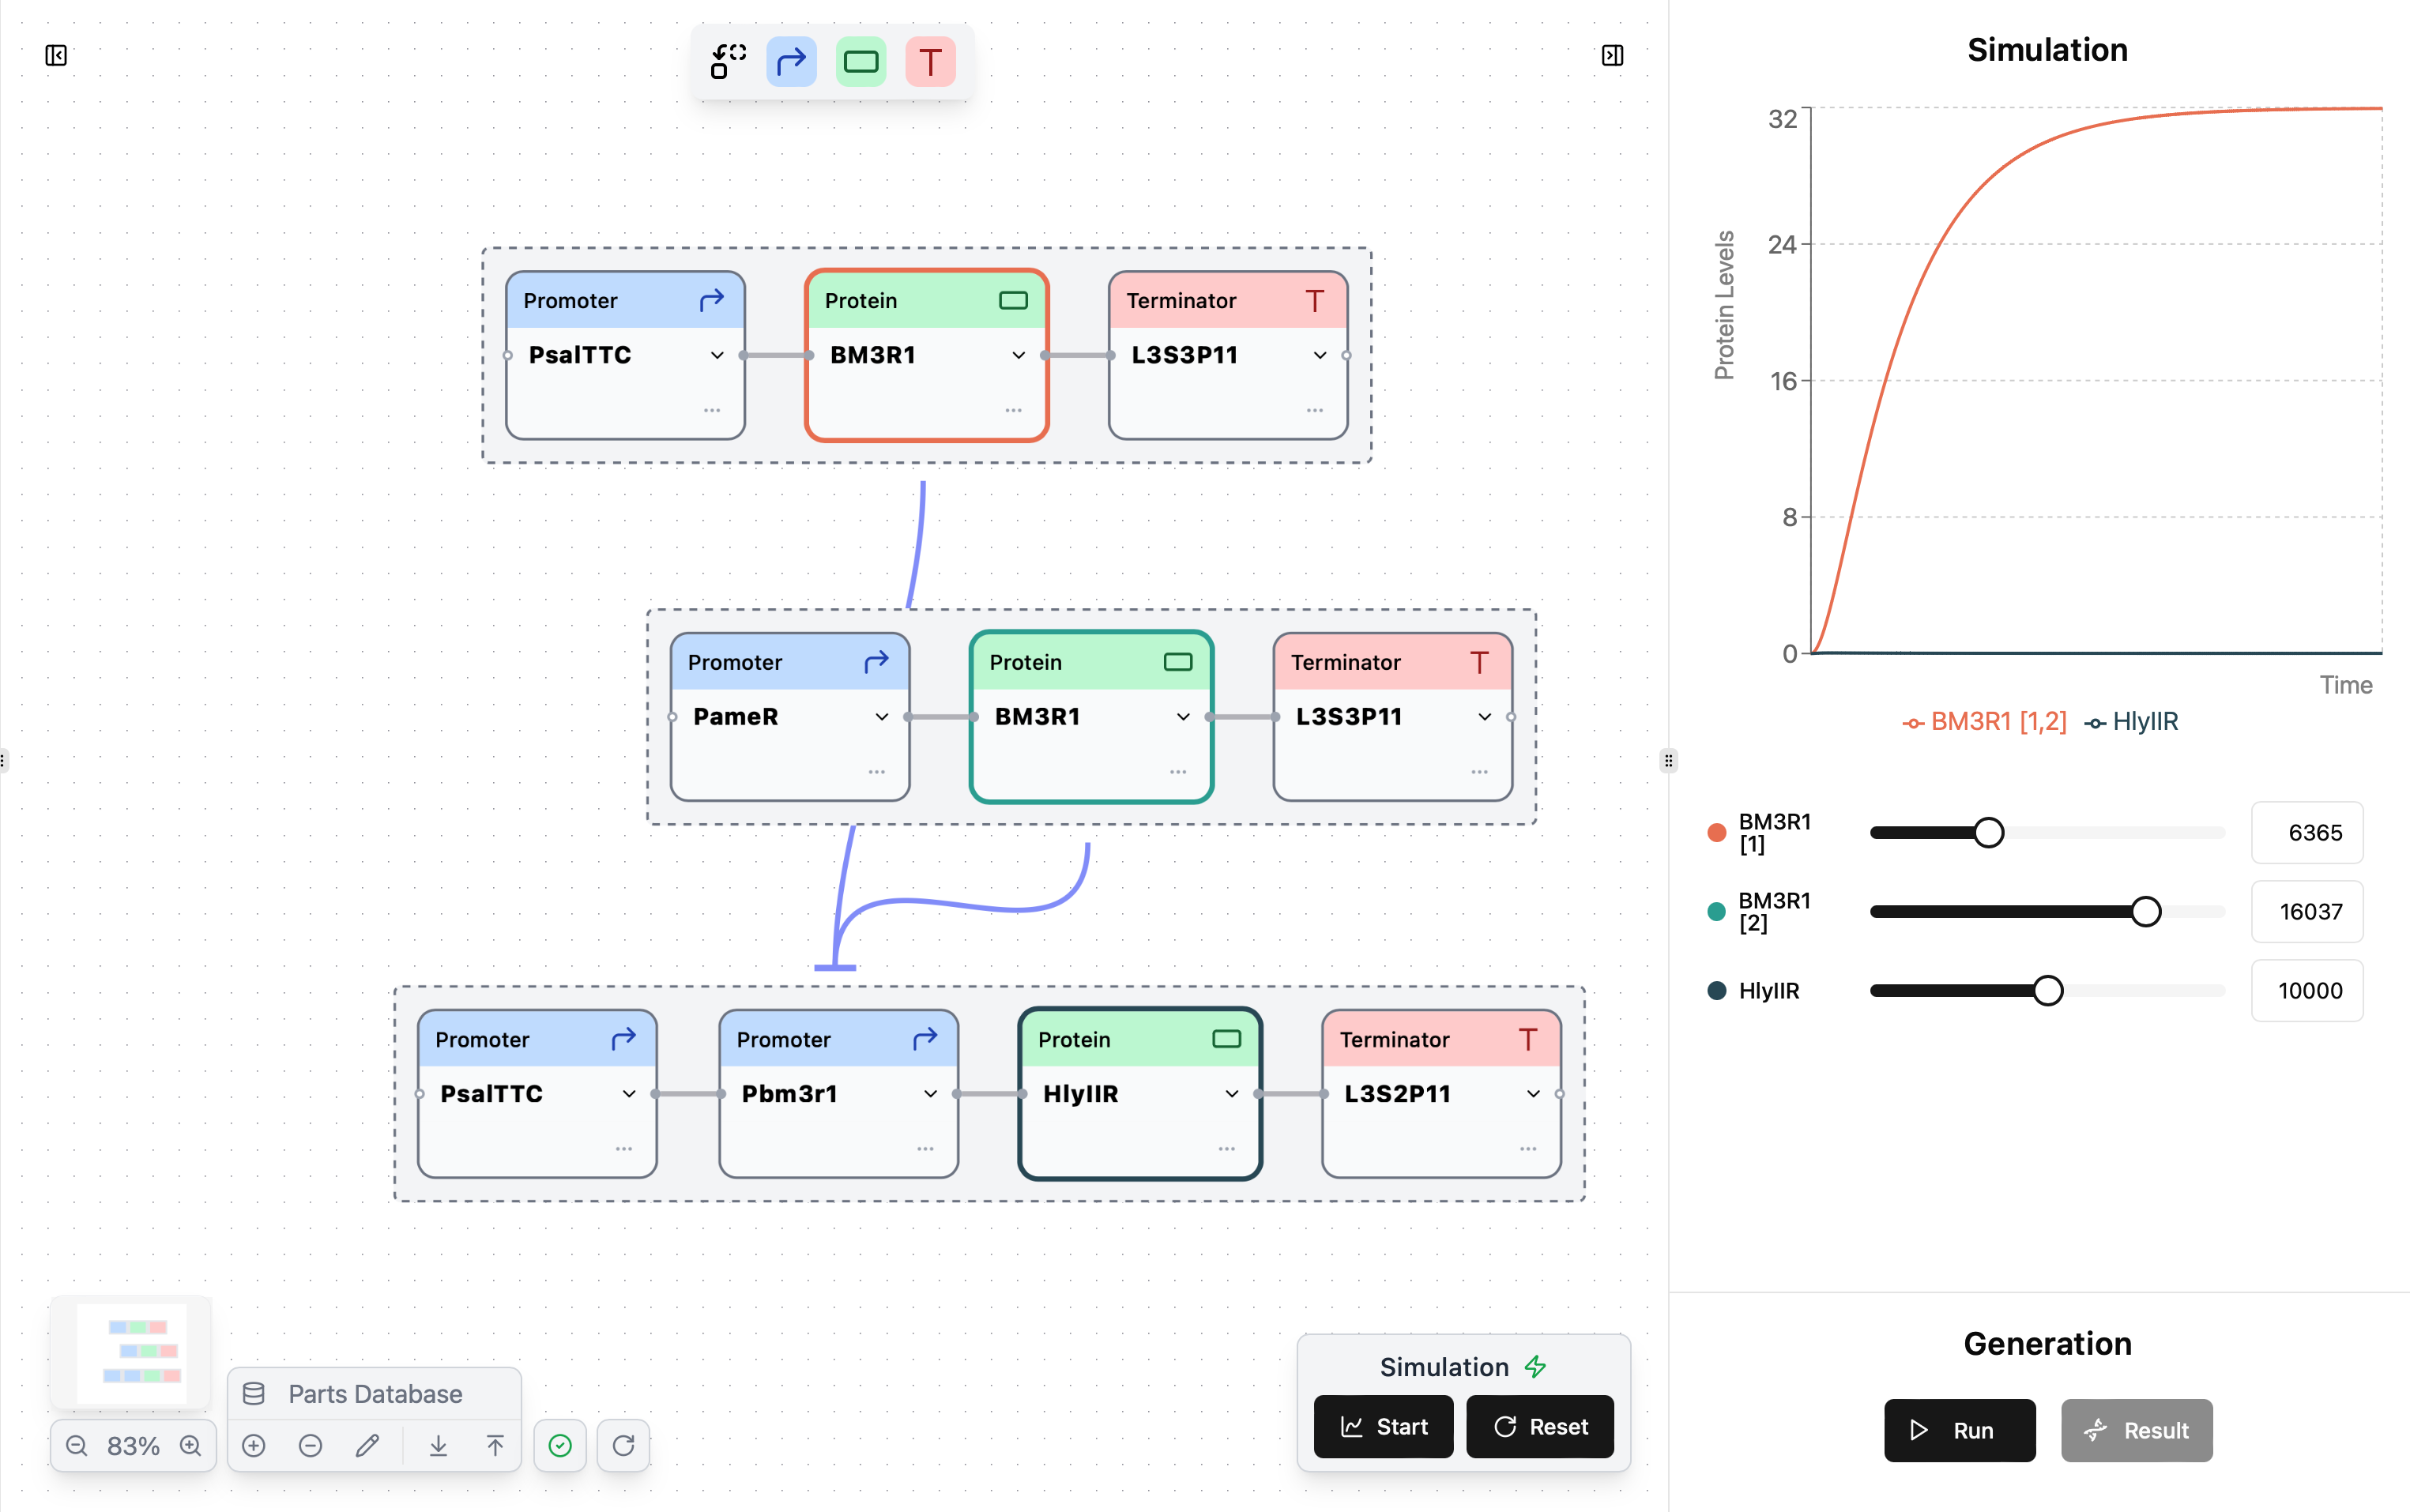 Simulation
32
24
16
8
0
Protein Levels
Time
BM3R1 [1,2] HlyIIR
BM3R1
[1]
6365
BM3R1
[2]
16037
HlyIIR
10000
Promoter
PsalTTC
...
Protein
BM3R1
...
Terminator
L3S3P11
...
Promoter
PameR
...
Protein
BM3R1
...
Terminator
L3S3P11
...
Promoter
PsalTTC
...
Promoter
Pbm3r1
...
Protein
HlyIIR
...
Terminator
L3S2P11
...
Parts Database
83%
Simulation
Start
Reset
Generation
Run
Result